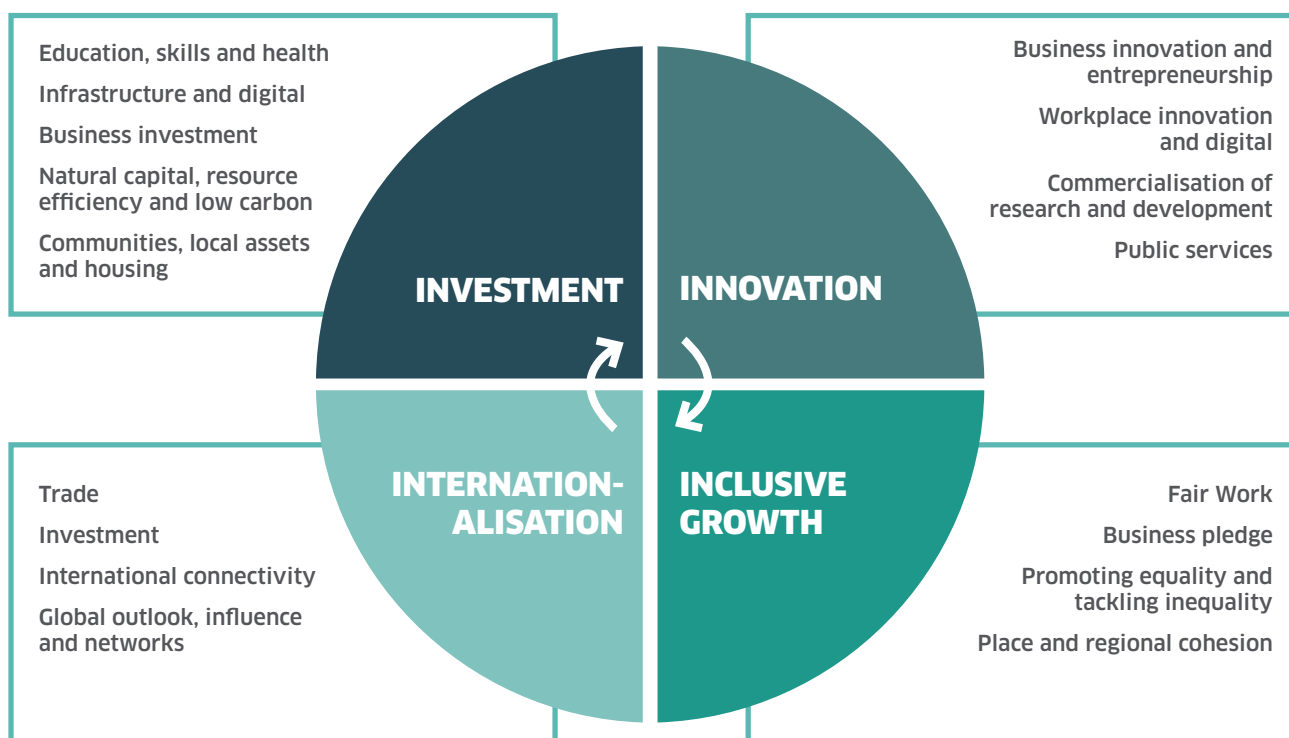 Education, skills and health
Infrastructure and digital
Business investment
Natural capital, resource
efficiency and low carbon
Communities, local assets
and housing
INVESTMENT
Business innovation and
entrepreneurship
Workplace innovation
and digital
Commercialisation of
research and development
Public services
INNOVATION
Trade
Investment
International connectivity
Global outlook, influence
and networks
INTERNATION-
ALISATION
INCLUSIVE
GROWTH
Fair Work
Business pledge
Promoting equality and
tackling inequality
Place and regional cohesion